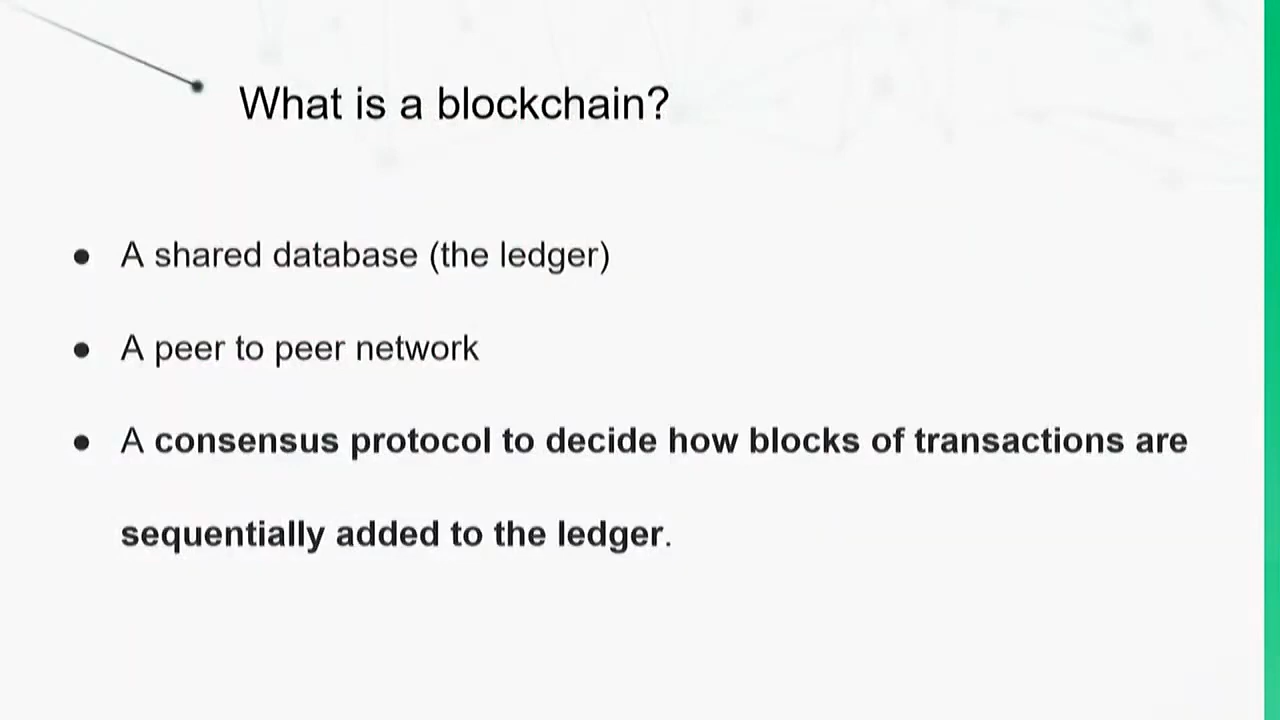 What is a blockchain?
● A shared database (the ledger)
● A peer to peer network
● A consensus protocol to decide how blocks of transactions are
sequentially added to the ledger.